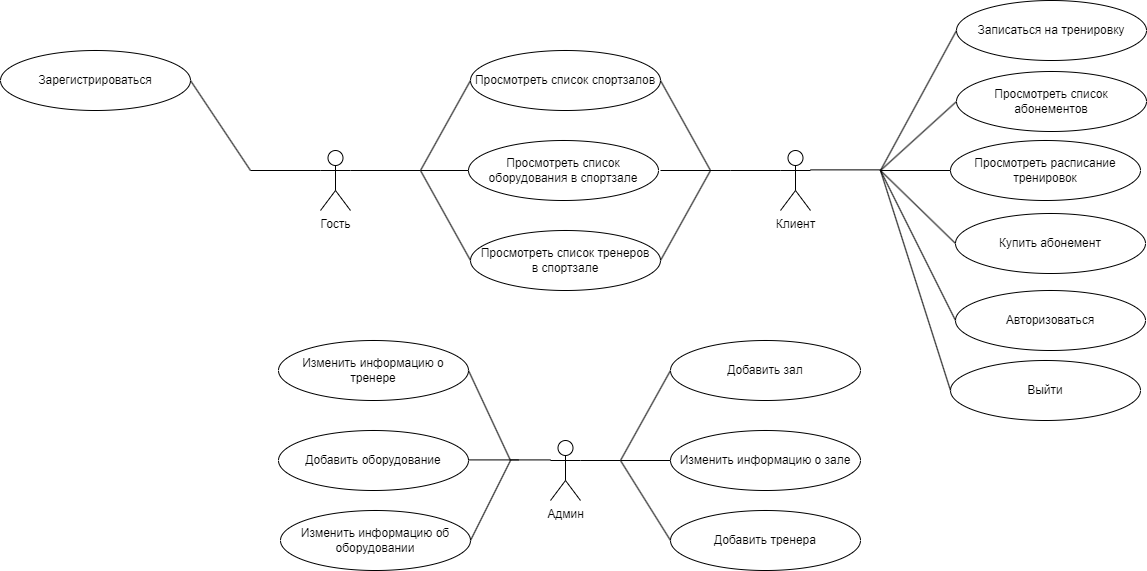 Записаться на тренировку
Зарегистрироваться
Просмотреть список спортзалов
Просмотреть список
абонементов
Просмотреть список
оборудования в спортзале
Просмотреть расписание
тренировок
Гость
Клиент
Купить абонемент
Просмотреть список тренеров
в спортзале
Авторизоваться
Изменить информацию о
тренере
Добавить зал
Выйти
Добавить оборудование
Изменить информацию о зале
Админ
Изменить информацию об
оборудовании
Добавить тренера